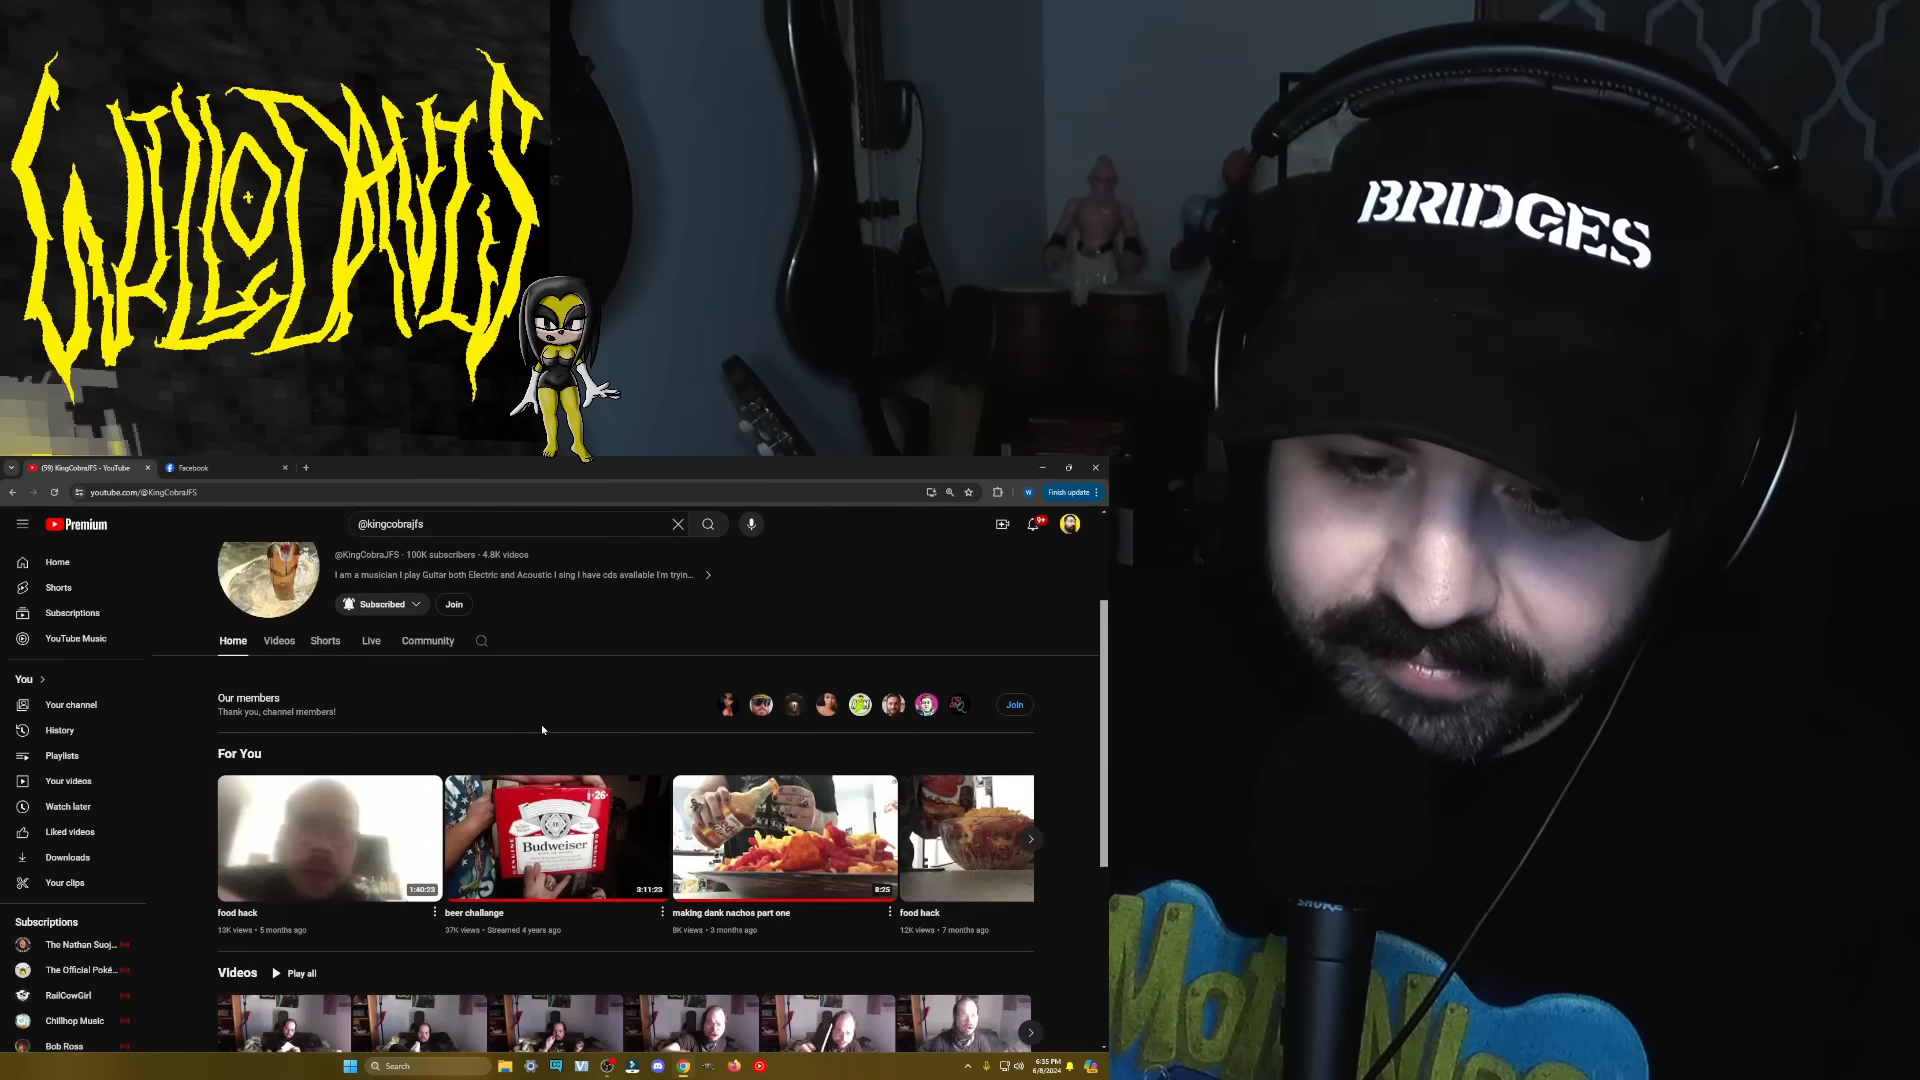 WILLODAVIS
BRIDGES
(59) KingCobraJFS - YouTube
Facebook
youtube.com/@KingCobraJFS
W
Finish update
Premium
@kingcobrajfs
9+
Home
Shorts
Subscriptions
YouTube Music
You
Your channel
History
Playlists
Your videos
Watch later
Liked videos
Downloads
Your clips
Subscriptions
The Nathan Suoj...
The Official Poké...
RailCowGirl
Chillhop Music
Bob Ross
@KingCobraJFS · 100K subscribers · 4.8K videos
I am a musician I play Guitar both Electric and Acoustic I sing I have cds available I'm tryin...
Subscribed
Join
Home
Videos
Shorts
Live
Community
Our members
Thank you, channel members!
Join
For You
1:40:23
Budweiser
3:11:23
8:25
food hack
13K views • 5 months ago
beer challange
37K views • Streamed 4 years ago
making dank nachos part one
8K views • 3 months ago
food hack
12K views • 7 months ago
Videos
Play all
Search
6:35 PM
6/8/2024
SHURE